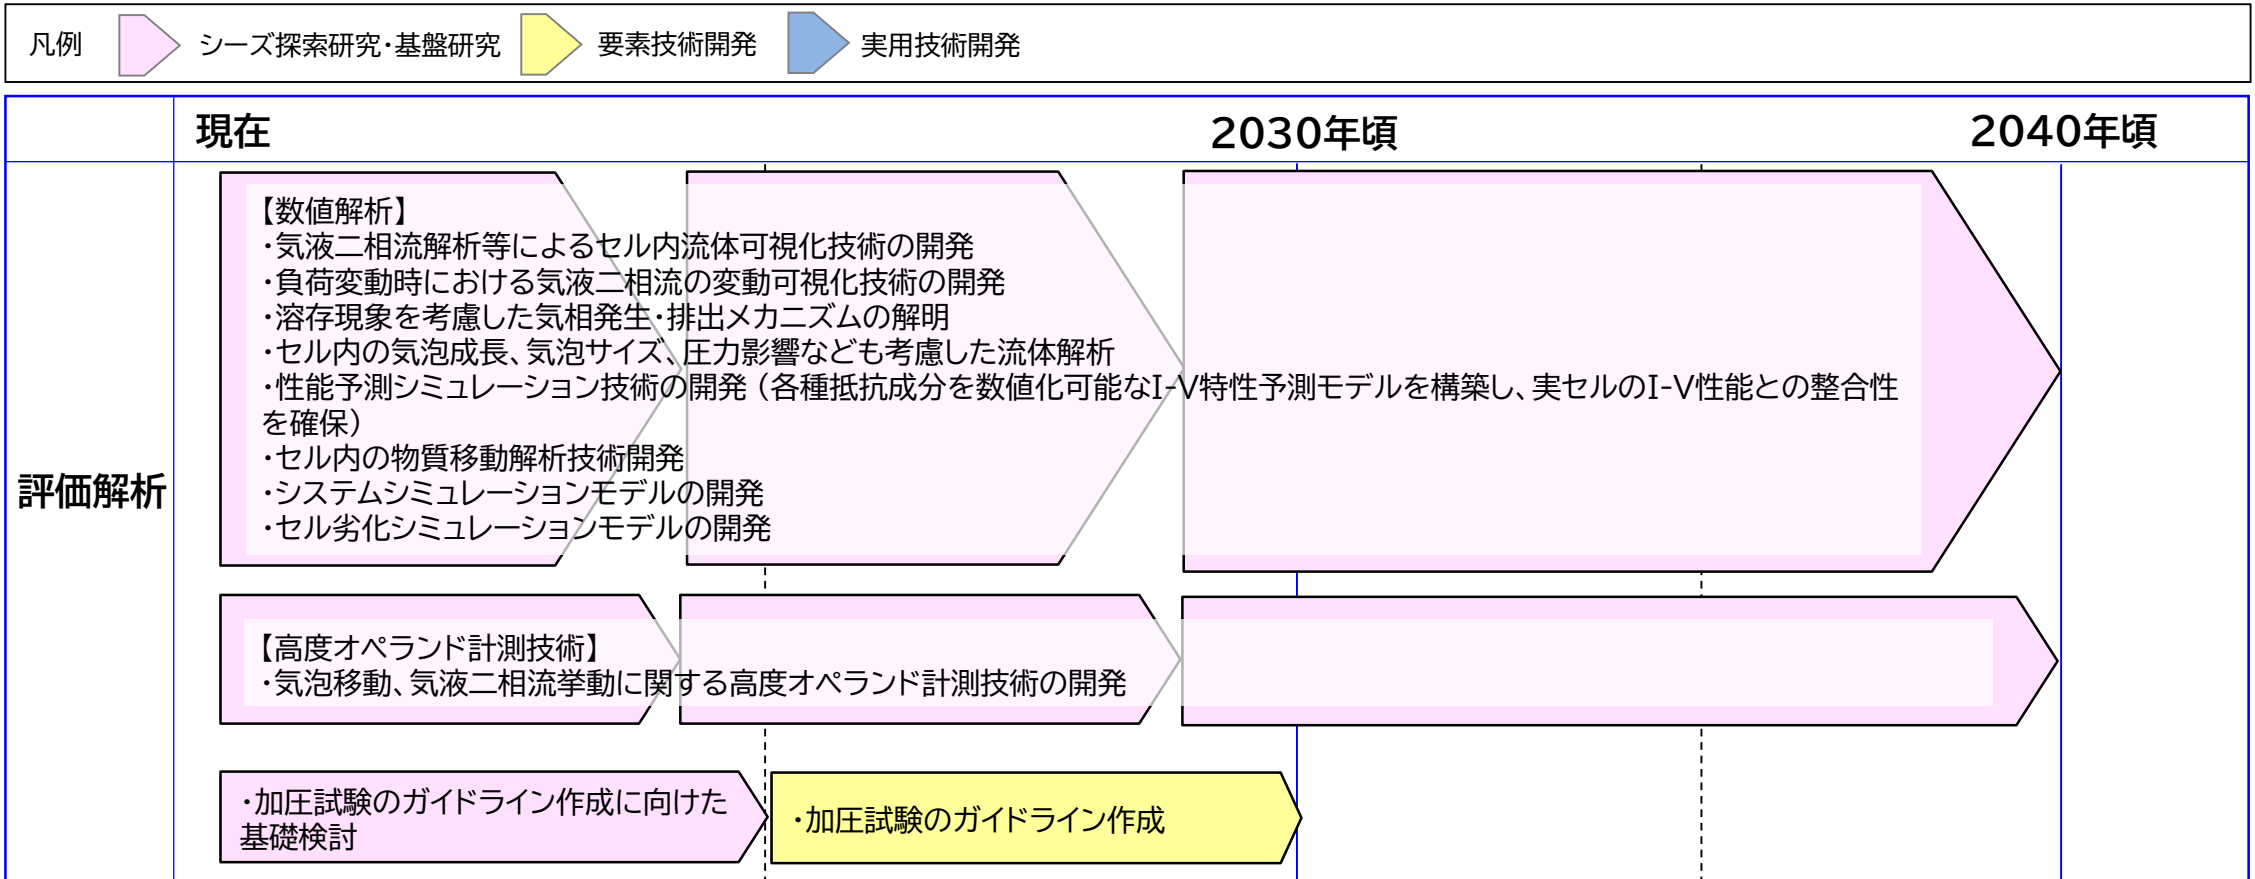 凡例 シーズ探索研究・基盤研究 要素技術開発 実用技術開発
現在 2030年頃 2040年頃
評価解析
【数値解析】
・気液二相流解析等によるセル内流体可視化技術の開発
・負荷変動時における気液二相流の変動可視化技術の開発
・溶存現象を考慮した気相発生・排出メカニズムの解明
・セル内の気泡成長、気泡サイズ、圧力影響なども考慮した流体解析
・性能予測シミュレーション技術の開発（各種抵抗成分を数値化可能なI-V特性予測モデルを構築し、実セルのI-V性能との整合性
を確保）
・セル内の物質移動解析技術開発
・システムシミュレーションモデルの開発
・セル劣化シミュレーションモデルの開発
【高度オペランド計測技術】
・気泡移動、気液二相流挙動に関する高度オペランド計測技術の開発
・加圧試験のガイドライン作成に向けた
基礎検討
・加圧試験のガイドライン作成